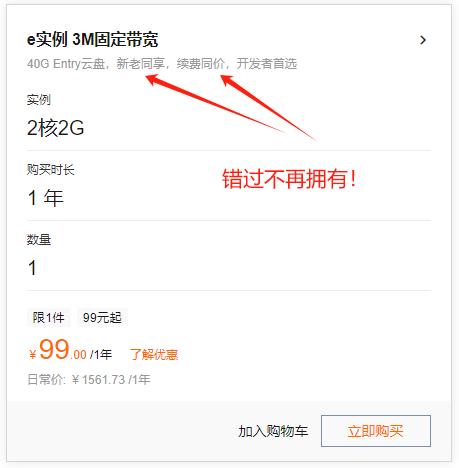 e实例 3M固定带宽
40G Entry云盘，新老同享，续费同价，开发者首选
实例
2核2G
购买时长
1 年
错过不再拥有！
数量
1
限1件 99元起
￥99.00 /1年 了解优惠
日常价: ￥1561.73 /1年
加入购物车 立即购买